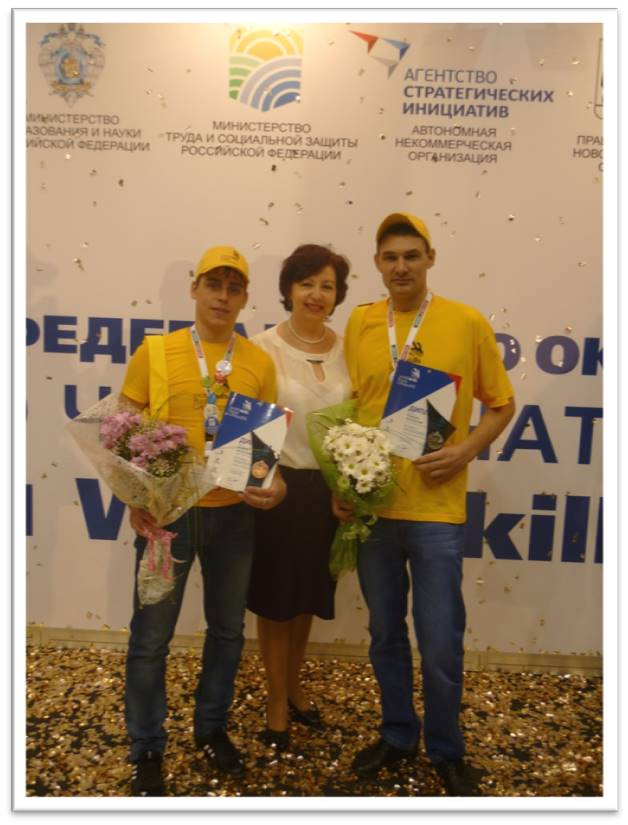 МИНИСТЕРСТВО
АЗОВАНИЯ И НАУКИ
ИЙСКОЙ ФЕДЕРАЦИИ
МИНИСТЕРСТВО
ТРУДА И СОЦИАЛЬНОЙ ЗАЩИТЫ
РОССИЙСКОЙ ФЕДЕРАЦИИ
АГЕНТСТВО
СТРАТЕГИЧЕСКИХ
ИНИЦИАТИВ
АВТОНОМНАЯ
НЕКОММЕРЧЕСКАЯ
ОРГАНИЗАЦИЯ
ПРА
НОВО
ФЕДЕРА
О ОК
Ч
НАТ
W
kill